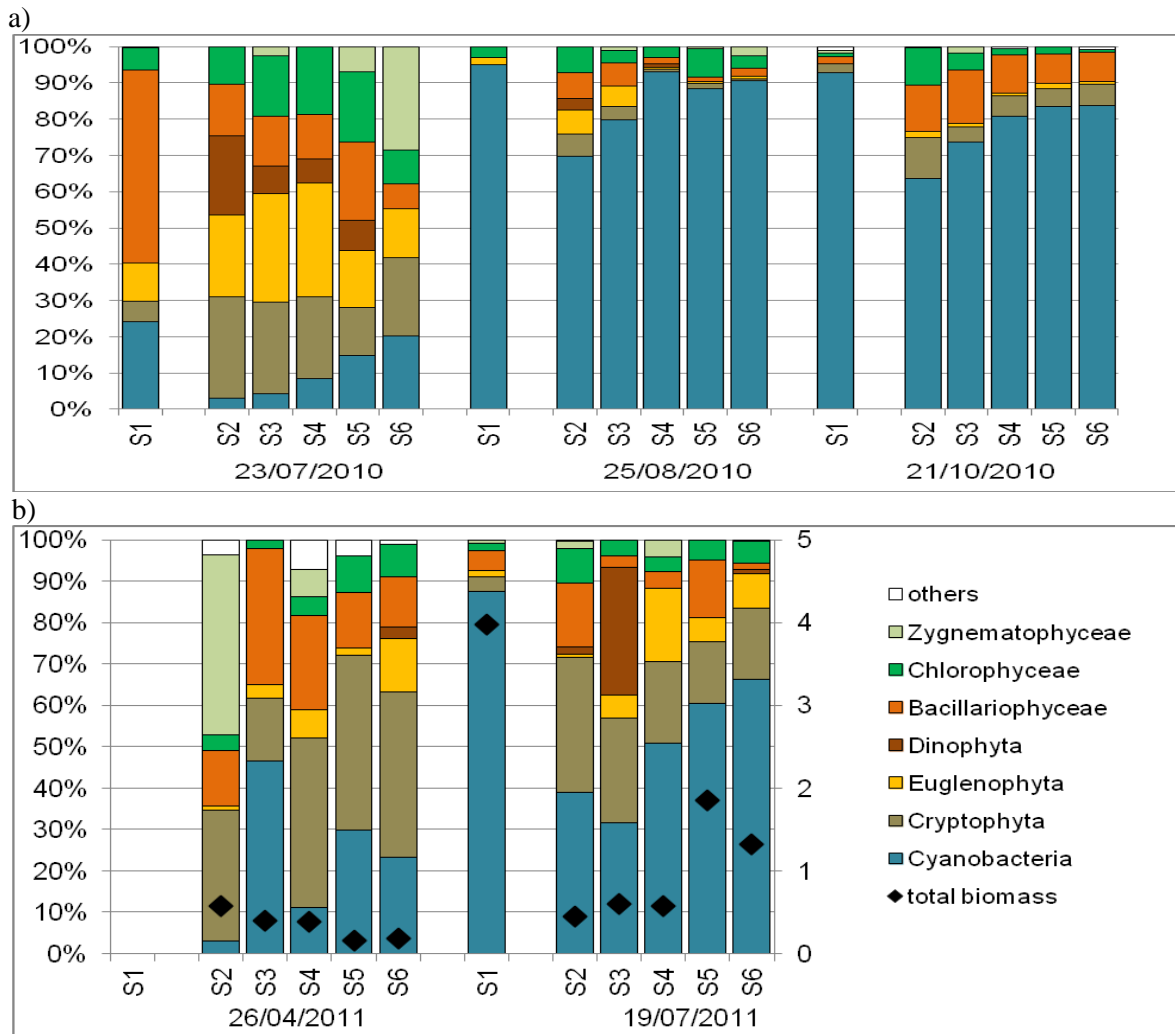 a)
100%
90%
80%
70%
60%
50%
40%
30%
20%
10%
0%
S1 S2 S3 S4 S5 S6 S1 S2 S3 S4 S5 S6 S1 S2 S3 S4 S5 S6
23/07/2010 25/08/2010 21/10/2010
b)
100% 5
90%
80% 4
70%
60% 3
50%
40% 2
30%
20% 1
10%
0% 0
S1 S2 S3 S4 S5 S6 S1 S2 S3 S4 S5 S6
26/04/2011 19/07/2011
others
Zygnematophyceae
Chlorophyceae
Bacillariophyceae
Dinophyta
Euglenophyta
Cryptophyta
Cyanobacteria
total biomass